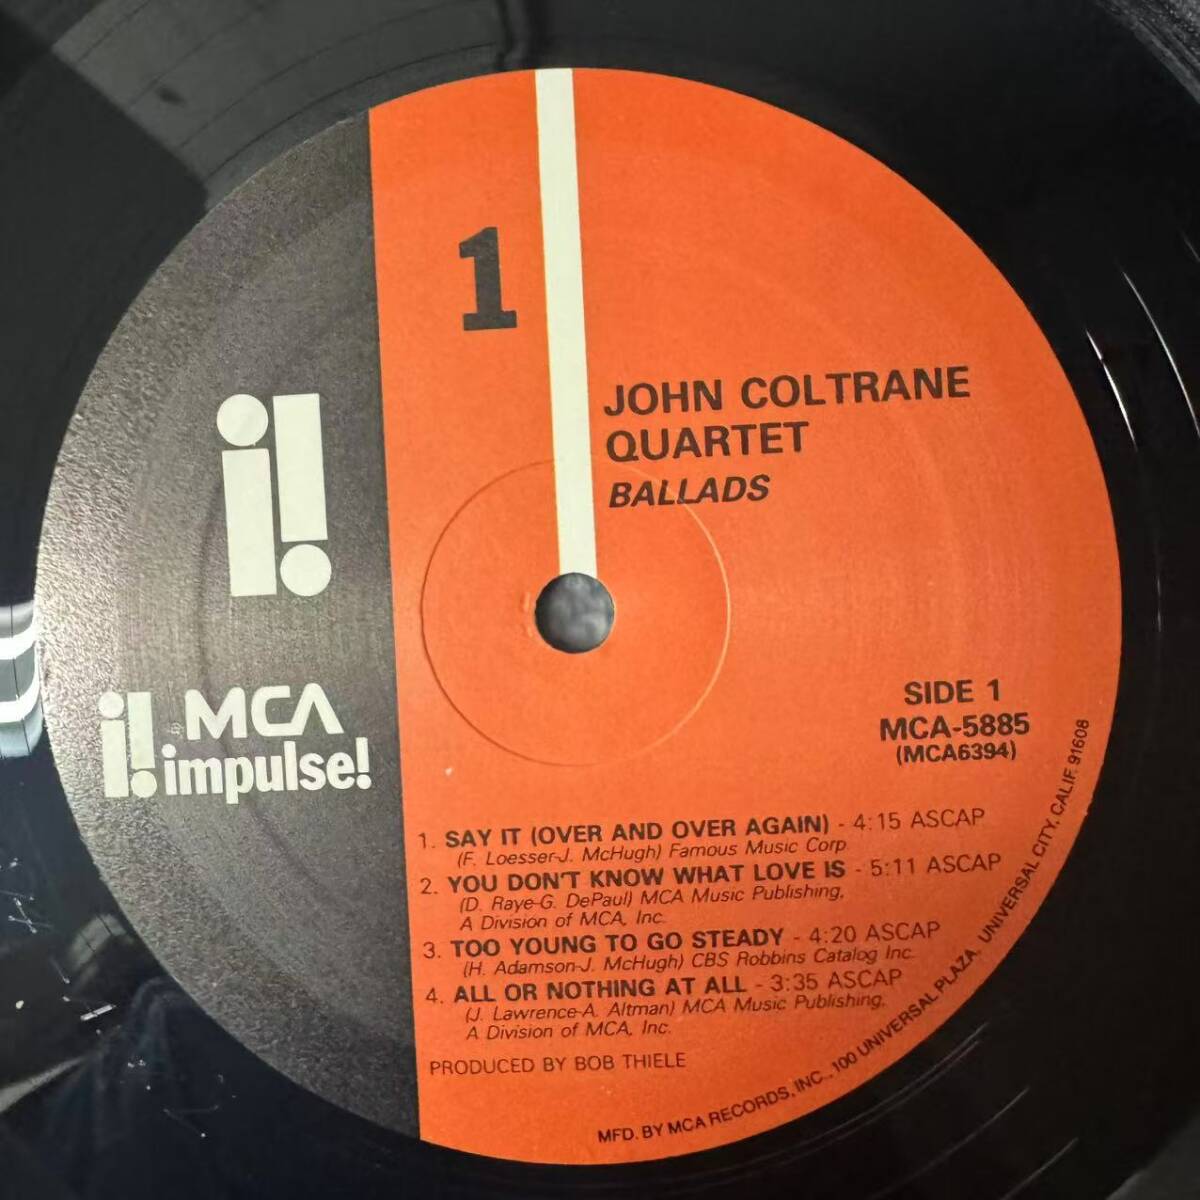 1
JOHN COLTRANE
QUARTET
BALLADS
i!
i! MCA
impulse!
SIDE 1
MCA-5885
(MCA6394)
1. SAY IT (OVER AND OVER AGAIN) - 4:15 ASCAP
(F. Loesser-J. McHugh) Famous Music Corp
2. YOU DON'T KNOW WHAT LOVE IS - 5:11 ASCAP
(D. Raye-G. DePaul) MCA Music Publishing,
A Division of MCA, Inc.
3. TOO YOUNG TO GO STEADY - 4:20 ASCAP
(H. Adamson-J. McHugh) CBS Robbins Catalog Inc.
4. ALL OR NOTHING AT ALL - 3:35 ASCAP
(J. Lawrence-A. Altman) MCA Music Publishing,
A Division of MCA, Inc.
PRODUCED BY BOB THIELE
MFD. BY MCA RECORDS, INC., 100 UNIVERSAL PLAZA, UNIVERSAL CITY, CALIF. 91608